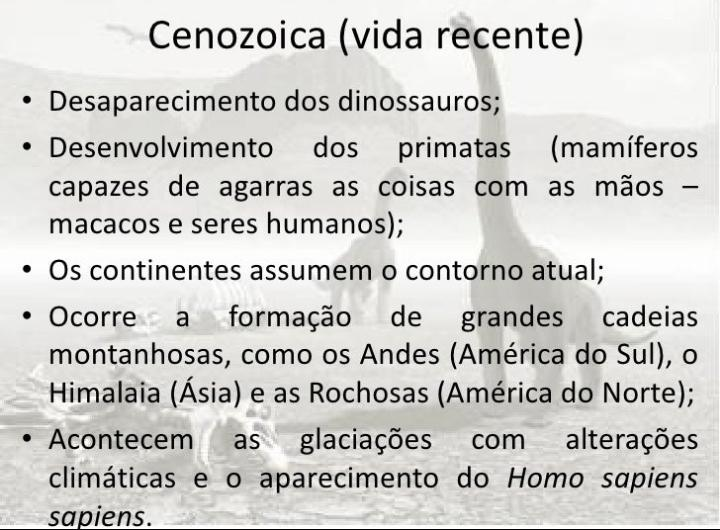 Cenozoica (vida recente)
• Desaparecimento dos dinossauros;
• Desenvolvimento dos primatas (mamíferos
capazes de agarras as coisas com as mãos –
macacos e seres humanos);
• Os continentes assumem o contorno atual;
• Ocorre a formação de grandes cadeias
montanhosas, como os Andes (América do Sul), o
Himalaia (Ásia) e as Rochosas (América do Norte);
• Acontecem as glaciações com alterações
climáticas e o aparecimento do Homo sapiens
sapiens.